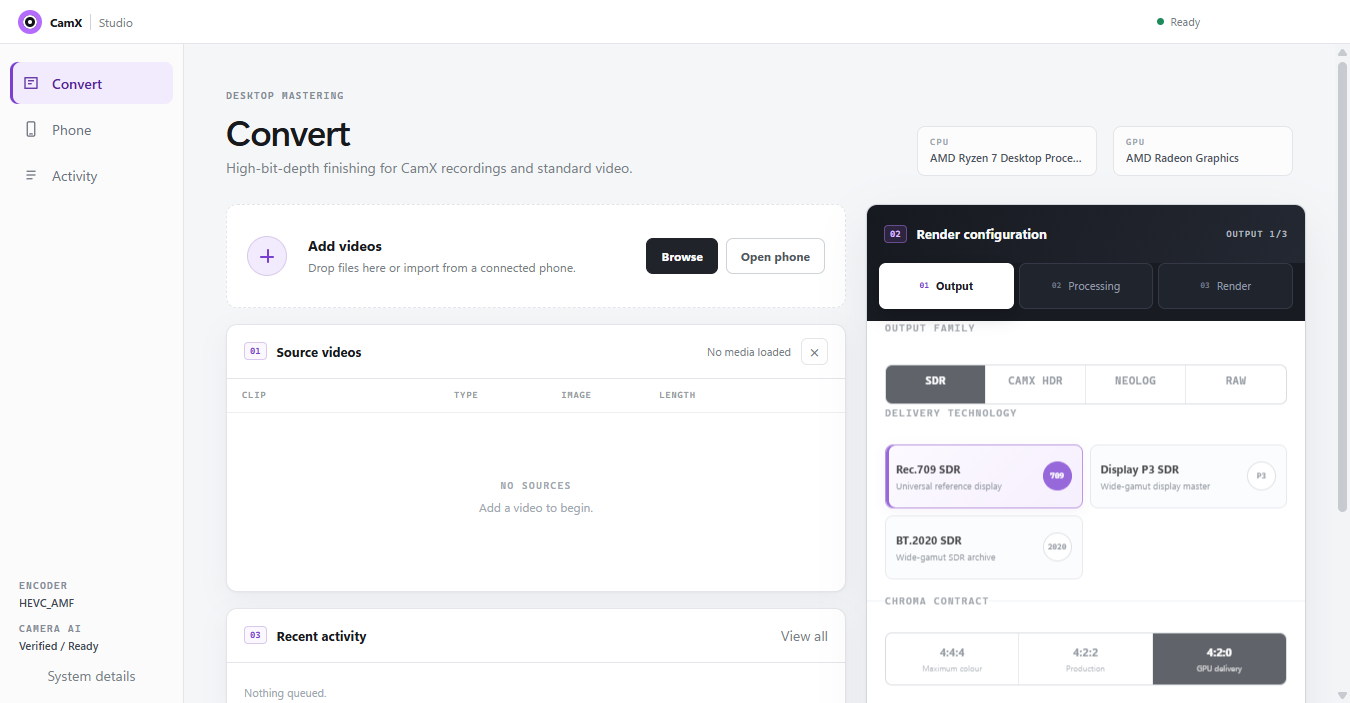 CamX Studio
Ready
Convert
Phone
Activity
ENCODER
HEVC_AMF
CAMERA AI
Verified / Ready
System details
DESKTOP MASTERING
Convert
High-bit-depth finishing for CamX recordings and standard video.
CPU
AMD Ryzen 7 Desktop Proce...
GPU
AMD Radeon Graphics
Add videos
Drop files here or import from a connected phone.
Browse
Open phone
01 Source videos
No media loaded
CLIP TYPE IMAGE LENGTH
NO SOURCES
Add a video to begin.
03 Recent activity
View all
Nothing queued.
02 Render configuration
OUTPUT 1/3
01 Output
02 Processing
03 Render
OUTPUT FAMILY
SDR CAMX HDR NEOLOG RAW
DELIVERY TECHNOLOGY
Rec.709 SDR
Universal reference display
709
Display P3 SDR
Wide-gamut display master
P3
BT.2020 SDR
Wide-gamut SDR archive
2020
CHROMA CONTRACT
4:4:4
Maximum colour
4:2:2
Production
4:2:0
GPU delivery